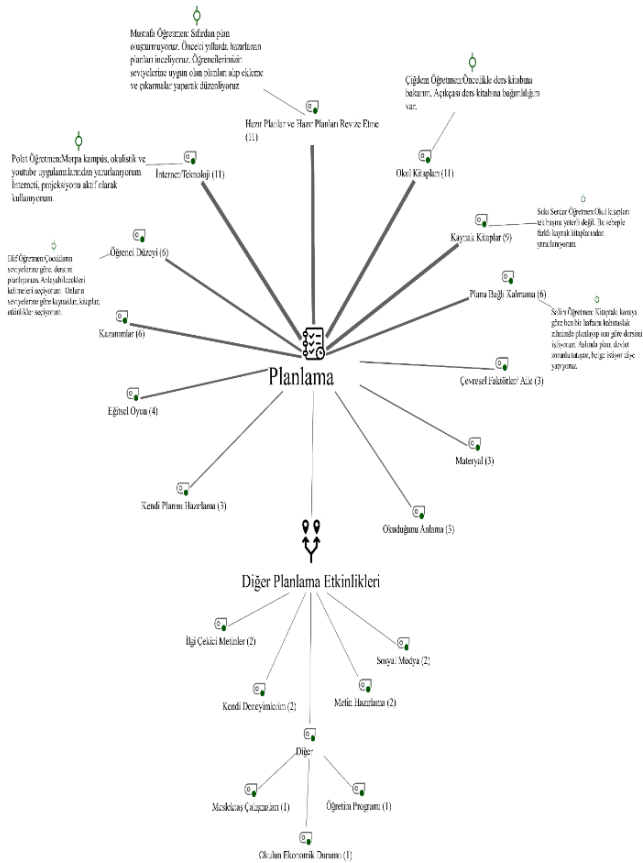 Mustafa Öğretmen: Sıfırdan plan
oluşturmuyoruz. Önceki yıllarda hazırlanan
planları inceliyoruz. Öğrencilerimizin
seviyelerine uygun olan planları alıp ekleme
ve çıkarmalar yaparak düzenliyoruz
Hazır Planlar ve Hazır Planları Revize Etme
(11)
Çiğdem Öğretmen:Öncelikle ders kitabına
bakarım. Açıkçası ders kitabına bağımlılığım
var.
Okul Kitapları (11)
Polat Öğretmen:Morpa kampüs, okulistik ve
youtube uygulamalarından yararlanıyorum.
İnterneti, projeksiyonu aktif olarak
kullanıyorum
İnternet/Teknoloji (11)
Kaynak Kitaplar (9)
Sıtkı Serdar Öğretmen:Okul kitapları
tek başına yeterli değil. Bu sebeple
farklı kaynak kitaplarından
yararlanıyorum.
Elif Öğretmen:Çocukların
seviyelerine göre, dersimi
planlıyorum. Anlayabilecekleri
kelimeleri seçiyorum. Onların
seviyelerine göre kaynaklar, kitaplar,
etkinlikler seçiyorum.
Öğrenci Düzeyi (6)
Plana Bağlı Kalmama (6)
Salim Öğretmen: Kitaptaki konuya
göre ben bir haftanı kabataslak
zihnimde planlayıp ona göre dersimi
işliyorum. Aslında plan, devlet
zorunlu tutuyor, belge istiyor diye
yapıyoruz.
Kazanımlar (6)
Planlama
Çevresel Faktörler/ Aile (3)
Eğitsel Oyun (4)
Materyal (3)
Kendi Planını Hazırlama (3)
Okuduğunu Anlama (3)
Diğer Planlama Etkinlikleri
İlgi Çekici Metinler (2)
Sosyal Medya (2)
Kendi Deneyimlerim (2)
Metin Hazırlama (2)
Diğer
Meslektaş Çalışmaları (1)
Öğretim Programı (1)
Okulun Ekonomik Durumu (1)